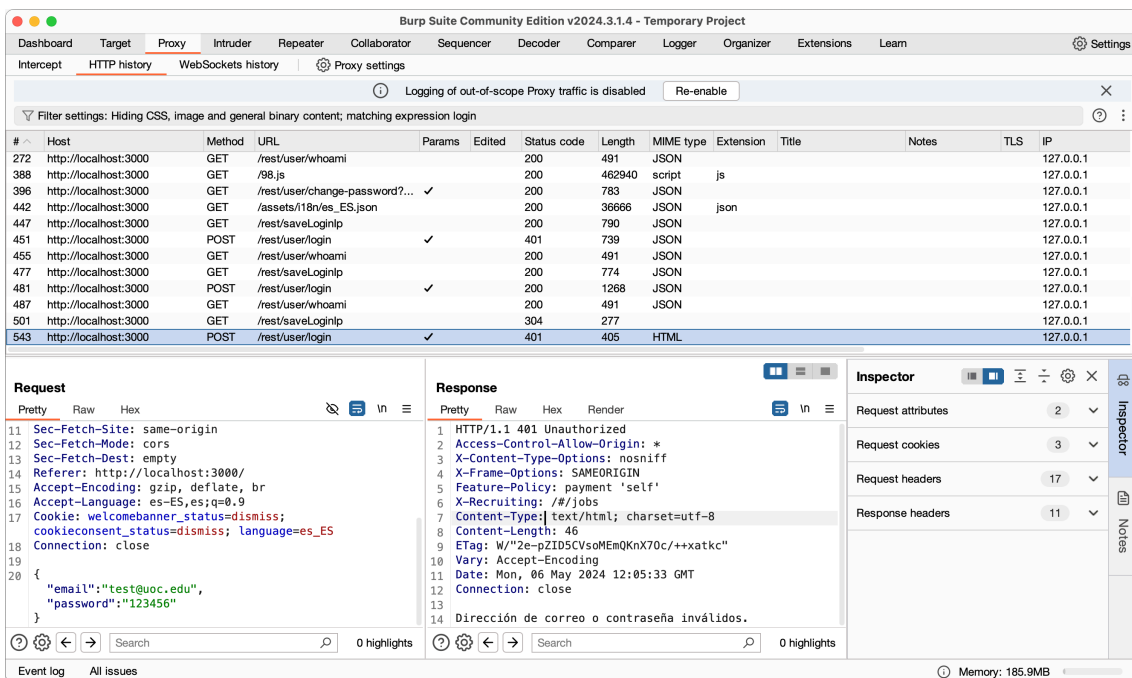 Burp Suite Community Edition v2024.3.1.4 - Temporary Project
Dashboard Target Proxy Intruder Repeater Collaborator Sequencer Decoder Comparer Logger Organizer Extensions Learn Settings
Intercept HTTP history WebSockets history Proxy settings
Logging of out-of-scope Proxy traffic is disabled Re-enable
Filter settings: Hiding CSS, image and general binary content; matching expression login
# Host Method URL Params Edited Status code Length MIME type Extension Title Notes TLS IP
272 http://localhost:3000 GET /rest/user/whoami 200 491 JSON 127.0.0.1
388 http://localhost:3000 GET /98.js 200 462940 script js 127.0.0.1
396 http://localhost:3000 GET /rest/user/change-password?... ✓ 200 783 JSON 127.0.0.1
442 http://localhost:3000 GET /assets/i18n/es_ES.json 200 36666 JSON json 127.0.0.1
447 http://localhost:3000 GET /rest/saveLoginIp 200 790 JSON 127.0.0.1
451 http://localhost:3000 POST /rest/user/login ✓ 401 739 JSON 127.0.0.1
455 http://localhost:3000 GET /rest/user/whoami 200 491 JSON 127.0.0.1
477 http://localhost:3000 GET /rest/saveLoginIp 200 774 JSON 127.0.0.1
481 http://localhost:3000 POST /rest/user/login ✓ 200 1268 JSON 127.0.0.1
487 http://localhost:3000 GET /rest/user/whoami 200 491 JSON 127.0.0.1
501 http://localhost:3000 GET /rest/saveLoginIp 304 277 127.0.0.1
543 http://localhost:3000 POST /rest/user/login ✓ 401 405 HTML 127.0.0.1
Request
Pretty Raw Hex \n
11 Sec-Fetch-Site: same-origin
12 Sec-Fetch-Mode: cors
13 Sec-Fetch-Dest: empty
14 Referer: http://localhost:3000/
15 Accept-Encoding: gzip, deflate, br
16 Accept-Language: es-ES,es;q=0.9
17 Cookie: welcomebanner_status=dismiss;
cookieconsent_status=dismiss; language=es_ES
18 Connection: close
19
20 {
"email":"test@uoc.edu",
"password":"123456"
}
Search 0 highlights
Response
Pretty Raw Hex Render \n
1 HTTP/1.1 401 Unauthorized
2 Access-Control-Allow-Origin: *
3 X-Content-Type-Options: nosniff
4 X-Frame-Options: SAMEORIGIN
5 Feature-Policy: payment 'self'
6 X-Recruiting: /#/jobs
7 Content-Type: text/html; charset=utf-8
8 Content-Length: 46
9 ETag: W/"2e-pZID5CVsoMEmQKnX7Oc/++xatkc"
10 Vary: Accept-Encoding
11 Date: Mon, 06 May 2024 12:05:33 GMT
12 Connection: close
13
14 Dirección de correo o contraseña inválidos.
Search 0 highlights
Inspector
Request attributes 2
Request cookies 3
Request headers 17
Response headers 11
Inspector
Notes
Event log All issues Memory: 185.9MB